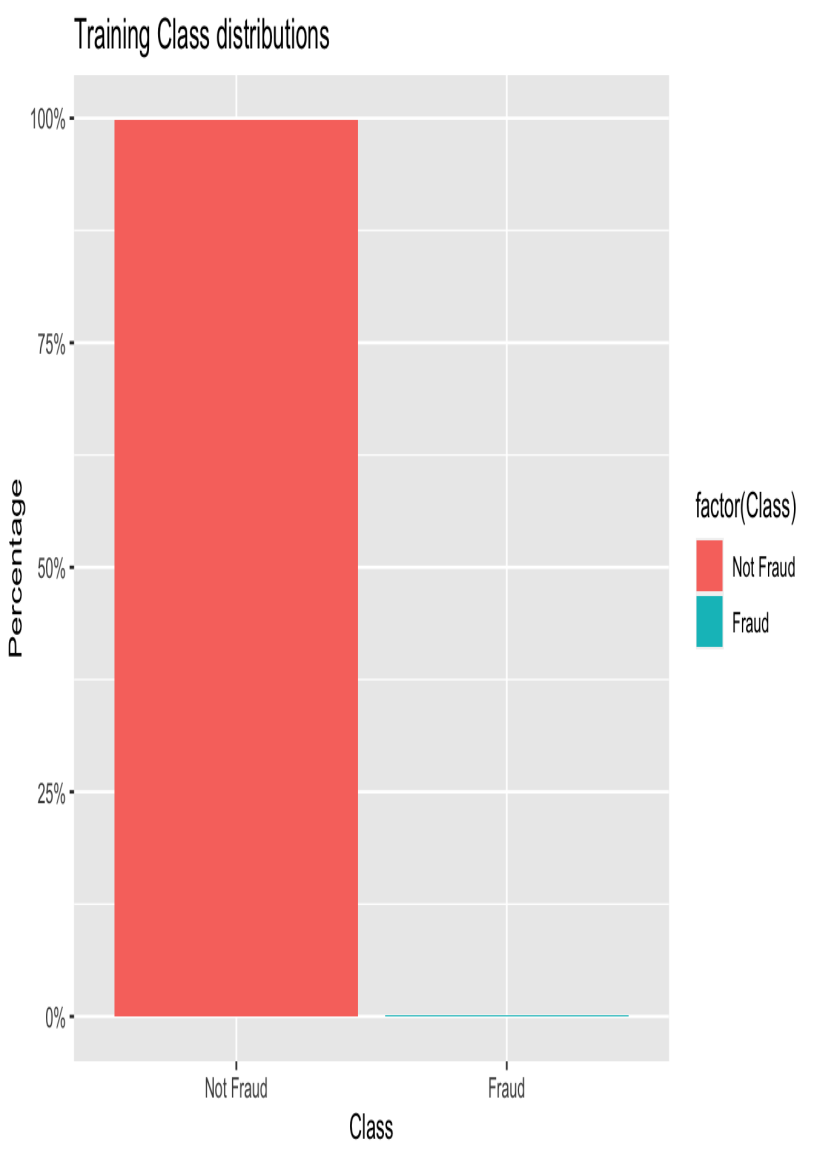 Training Class distributions
100%
75%
50%
25%
0%
Percentage
Not Fraud
Fraud
Class
factor(Class)
Not Fraud
Fraud